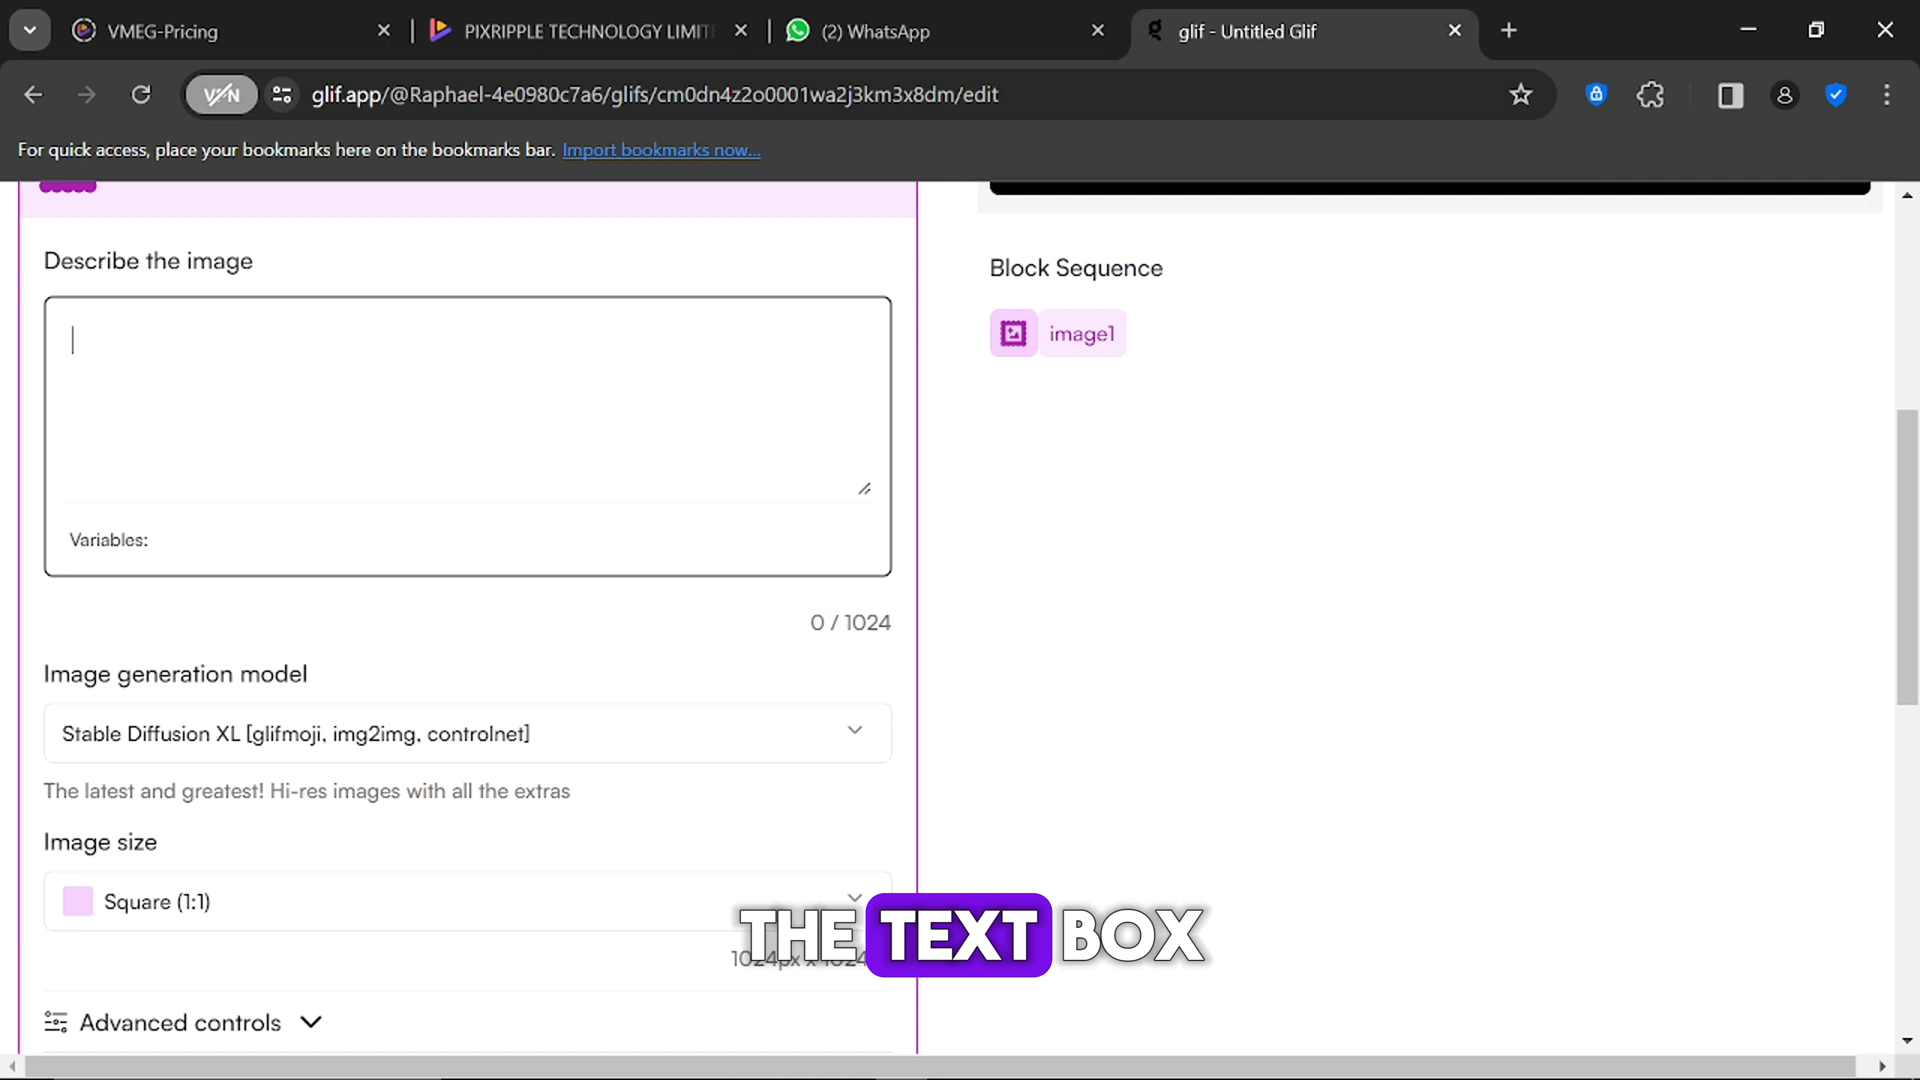 VMEG-Pricing
PIXRIPPLE TECHNOLOGY LIMIT
(2) WhatsApp
glif - Untitled Glif
glif.app/@Raphael-4e0980c7a6/glifs/cm0dn4z2o0001wa2j3km3x8dm/edit
For quick access, place your bookmarks here on the bookmarks bar. Import bookmarks now...
Describe the image
Block Sequence
image1
Variables:
0 / 1024
Image generation model
Stable Diffusion XL [glifmoji, img2img, controlnet]
The latest and greatest! Hi-res images with all the extras
Image size
Square (1:1)
THE TEXT BOX
1024px x 1024
Advanced controls